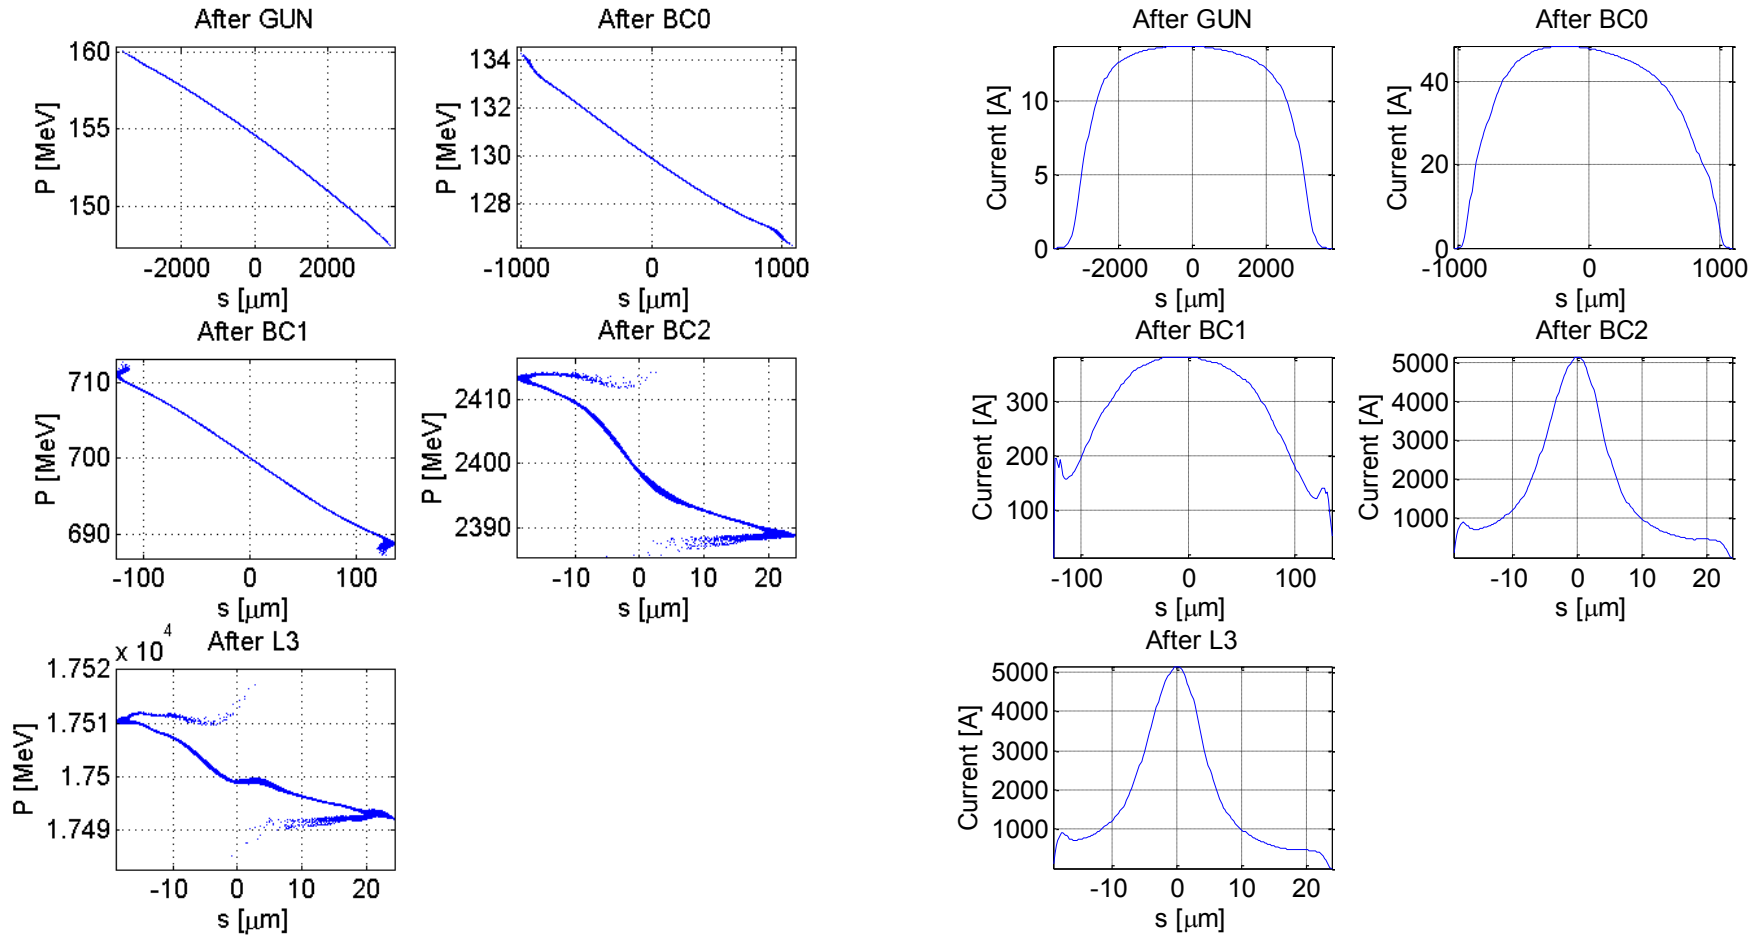 After GUN
160
155
150
P [MeV]
-2000 0 2000
s [μm]
After BC0
134
132
130
128
P [MeV]
-1000 0 1000
s [μm]
After GUN
10
5
0
Current [A]
-2000 0 2000
s [μm]
After BC0
40
20
0
Current [A]
-1000 0 1000
s [μm]
After BC1
710
700
690
P [MeV]
-100 0 100
s [μm]
After BC2
2410
2400
2390
P [MeV]
-10 0 10 20
s [μm]
After BC1
300
200
100
Current [A]
-100 0 100
s [μm]
After BC2
5000
4000
3000
2000
1000
Current [A]
-10 0 10 20
s [μm]
After L3
x 10^4
1.752
1.751
1.75
1.749
P [MeV]
-10 0 10 20
s [μm]
After L3
5000
4000
3000
2000
1000
Current [A]
-10 0 10 20
s [μm]